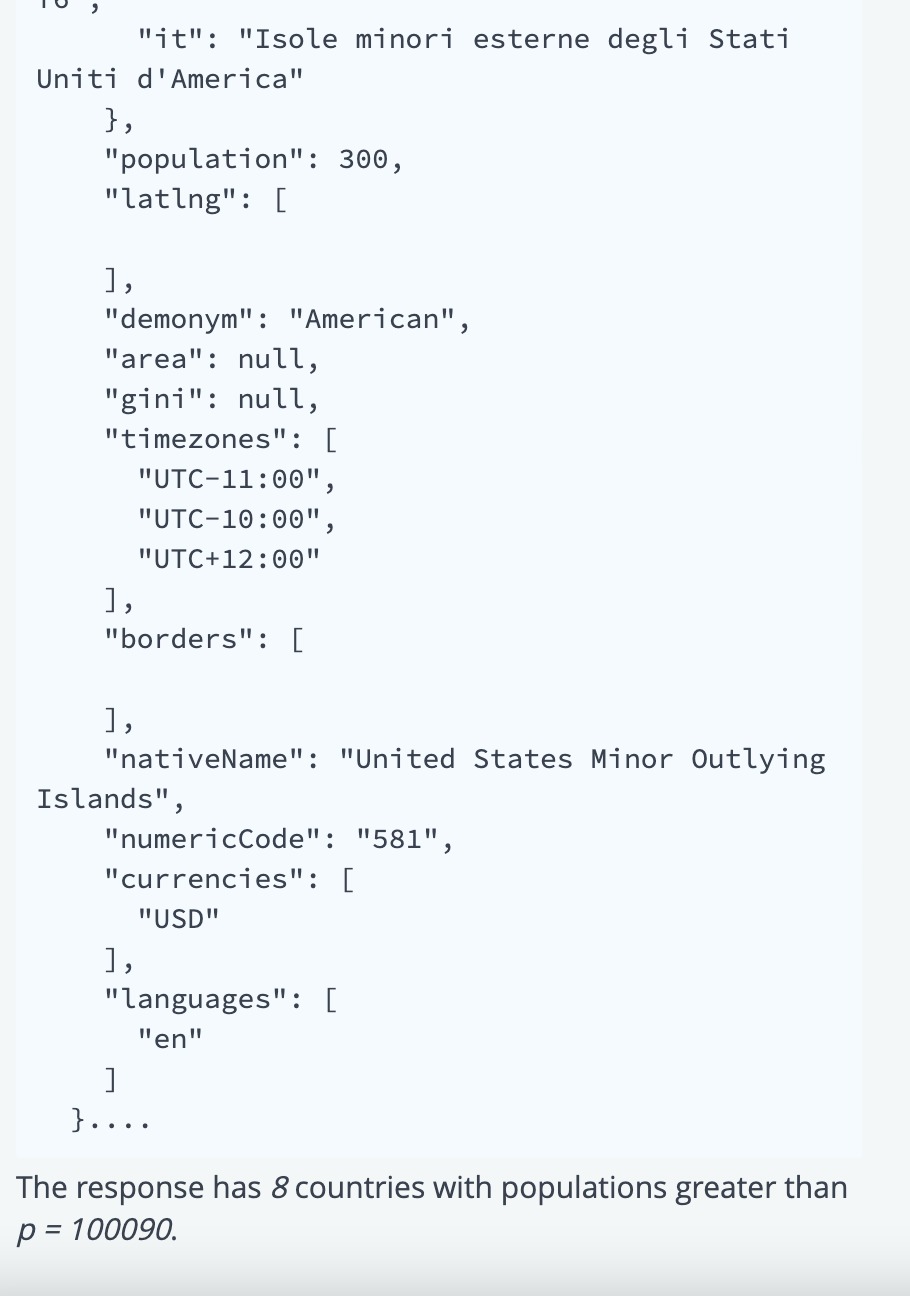 "it": "Isole minori esterne degli Stati
Uniti d'America"
},
"population": 300,
"latlng": [
],
"demonym": "American",
"area": null,
"gini": null,
"timezones": [
"UTC−11:00",
"UTC−10:00",
"UTC+12:00"
],
"borders": [
],
"nativeName": "United States Minor Outlying
Islands",
"numericCode": "581",
"currencies": [
"USD"
],
"languages": [
"en"
]
}....
The response has 8 countries with populations greater than
p = 100090.